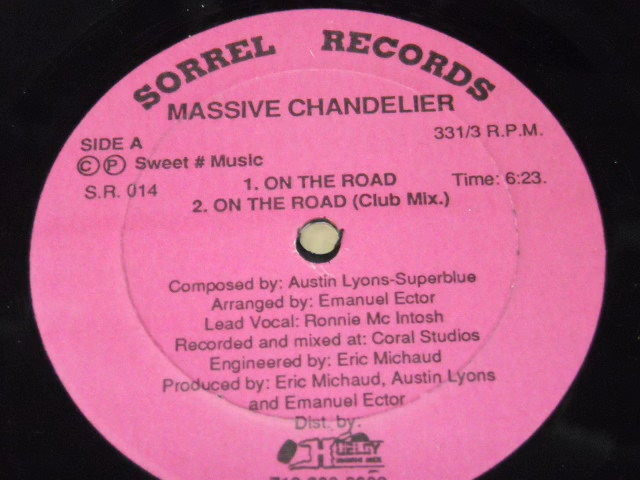 SORREL RECORDS
MASSIVE CHANDELIER
SIDE A
331/3 R.P.M.
© ℗ Sweet # Music
S.R. 014
1. ON THE ROAD Time: 6:23.
2. ON THE ROAD (Club Mix.)
Composed by: Austin Lyons-Superblue
Arranged by: Emanuel Ector
Lead Vocal: Ronnie Mc Intosh
Recorded and mixed at: Coral Studios
Engineered by: Eric Michaud
Produced by: Eric Michaud, Austin Lyons
and Emanuel Ector
Dist. by: